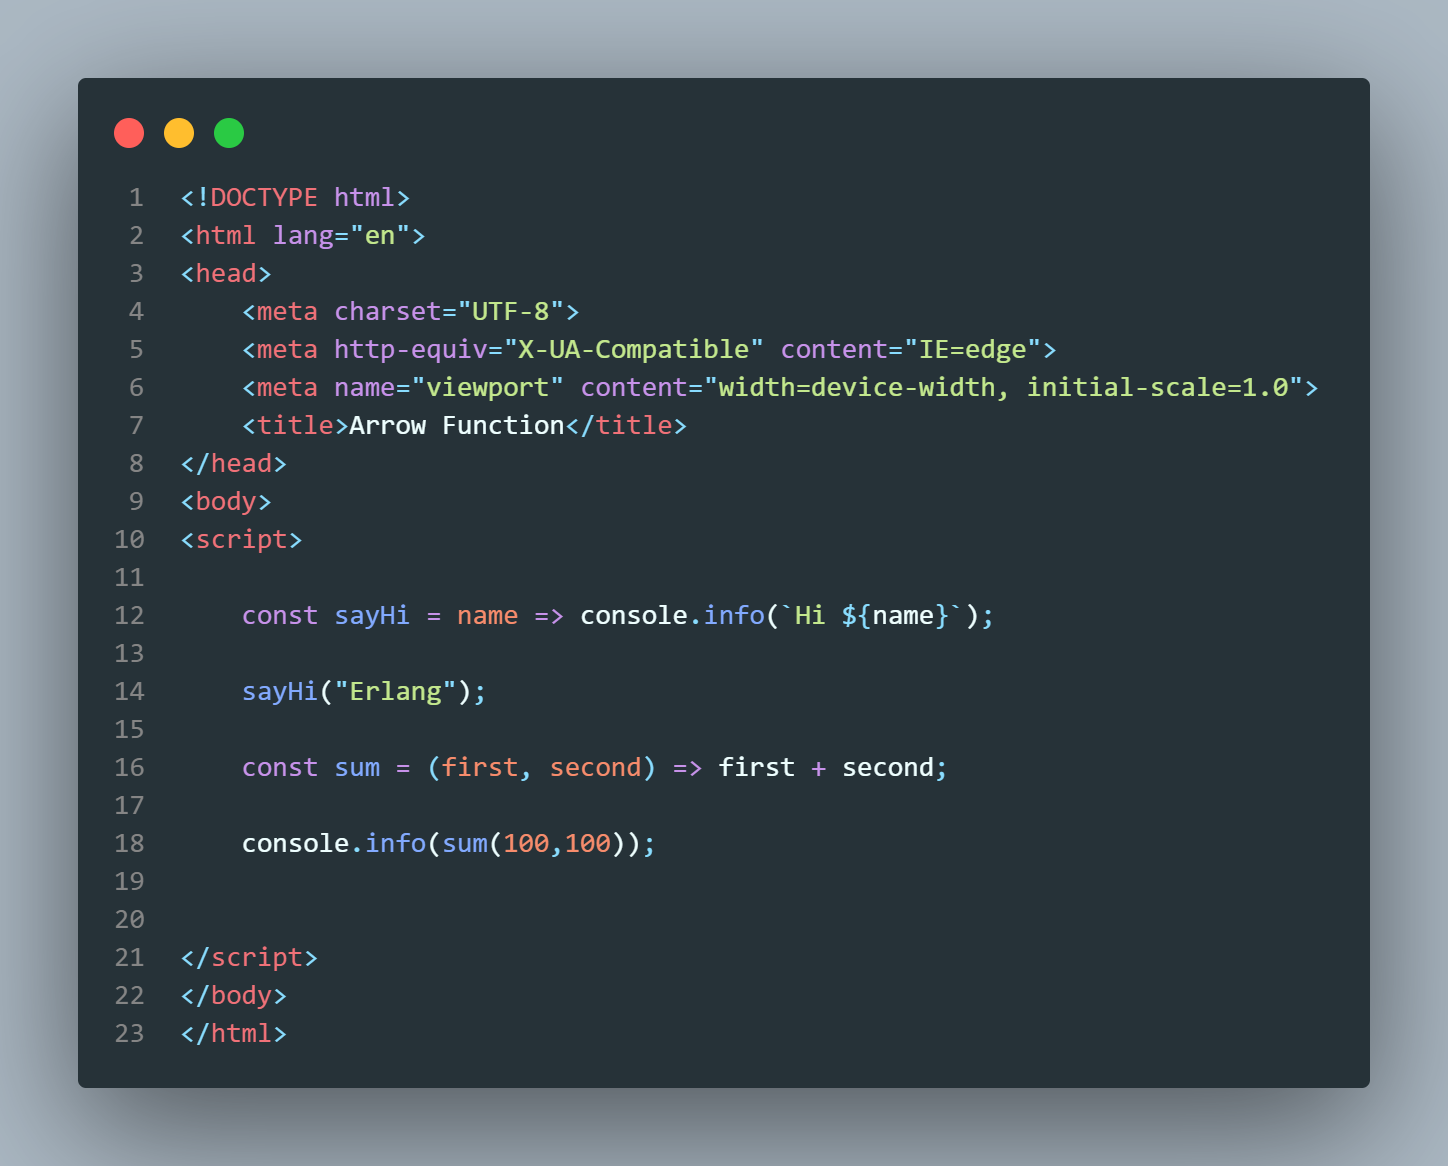 1 <!DOCTYPE html>
2 <html lang="en">
3 <head>
4     <meta charset="UTF-8">
5     <meta http-equiv="X-UA-Compatible" content="IE=edge">
6     <meta name="viewport" content="width=device-width, initial-scale=1.0">
7     <title>Arrow Function</title>
8 </head>
9 <body>
10 <script>
11
12     const sayHi = name => console.info(`Hi ${name}`);
13
14     sayHi("Erlang");
15
16     const sum = (first, second) => first + second;
17
18     console.info(sum(100,100));
19
20
21 </script>
22 </body>
23 </html>